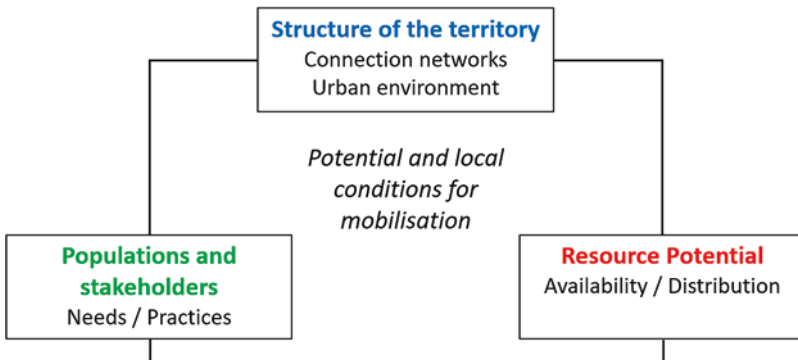 Structure of the territory
Connection networks
Urban environment
Potential and local
conditions for
mobilisation
Populations and
stakeholders
Needs / Practices
Resource Potential
Availability / Distribution